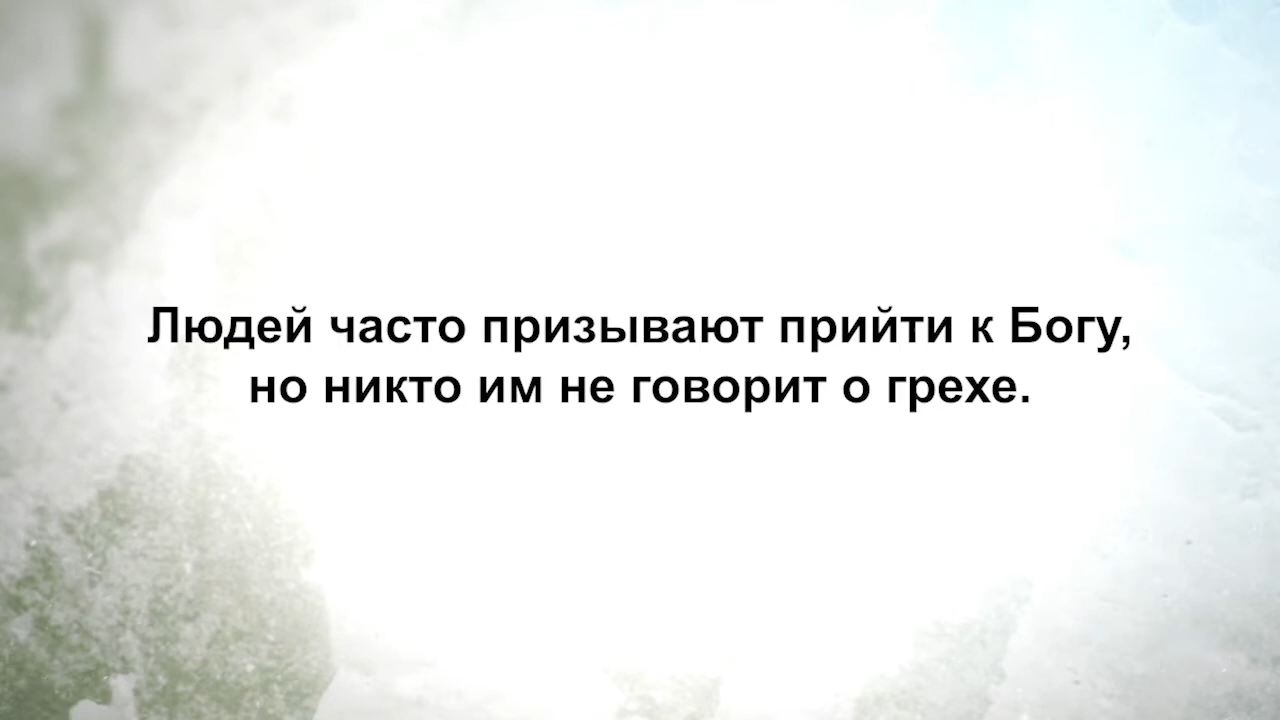 Людей часто призывают прийти к Богу,
но никто им не говорит о грехе.